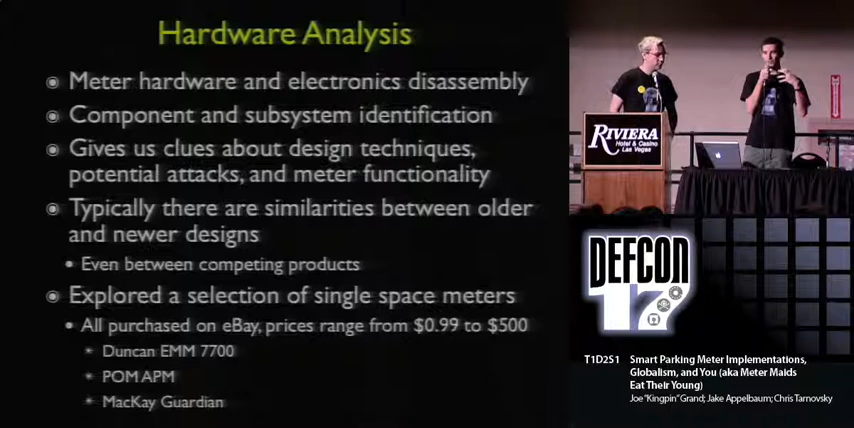 Hardware Analysis
Meter hardware and electronics disassembly
Component and subsystem identification
Gives us clues about design techniques,
potential attacks, and meter functionality
Typically there are similarities between older
and newer designs
Even between competing products
Explored a selection of single space meters
All purchased on eBay, prices range from $0.99 to $500
Duncan EMM 7700
POM APM
MacKay Guardian
RIVIERA
Hotel & Casino
Las Vegas
DEFCON
17
T1D2S1 Smart Parking Meter Implementations,
Globalism, and You (aka Meter Maids
Eat Their Young)
Joe "Kingpin" Grand; Jake Appelbaum; Chris Tarnovsky